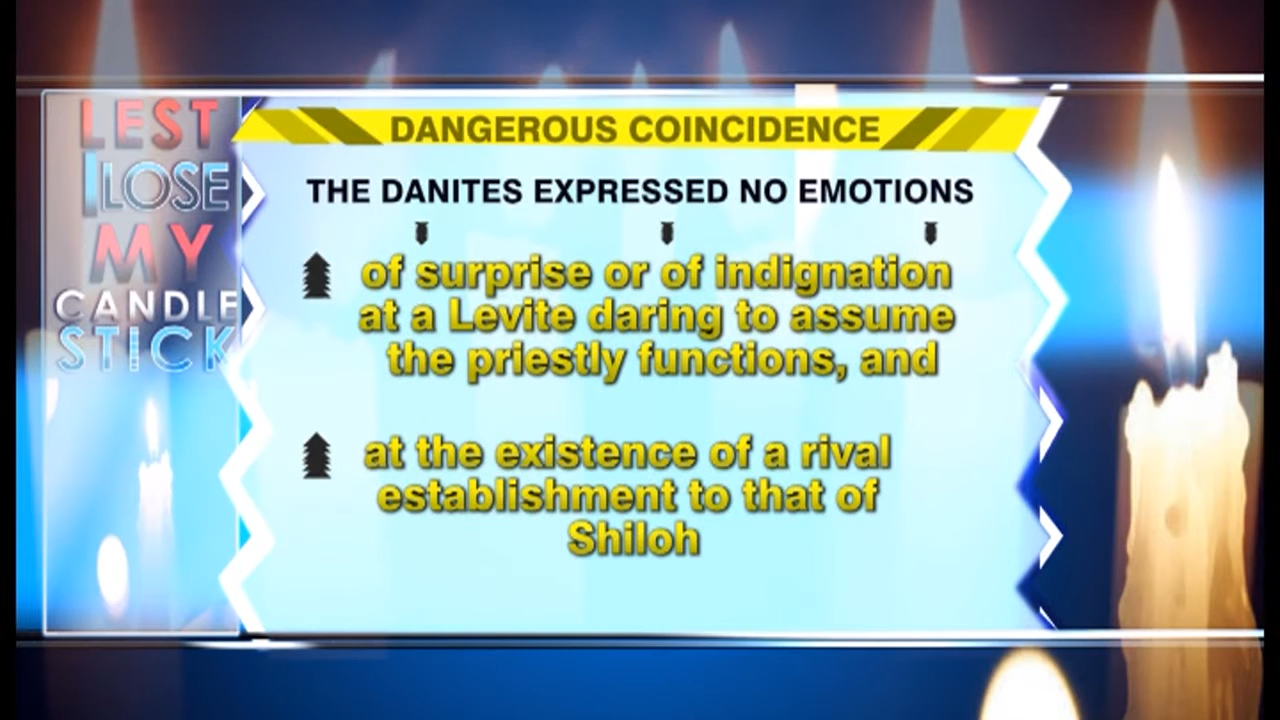 LEST
I LOSE
MY
CANDLE
STICK
DANGEROUS COINCIDENCE
THE DANITES EXPRESSED NO EMOTIONS
of surprise or of indignation
at a Levite daring to assume
the priestly functions, and
at the existence of a rival
establishment to that of
Shiloh